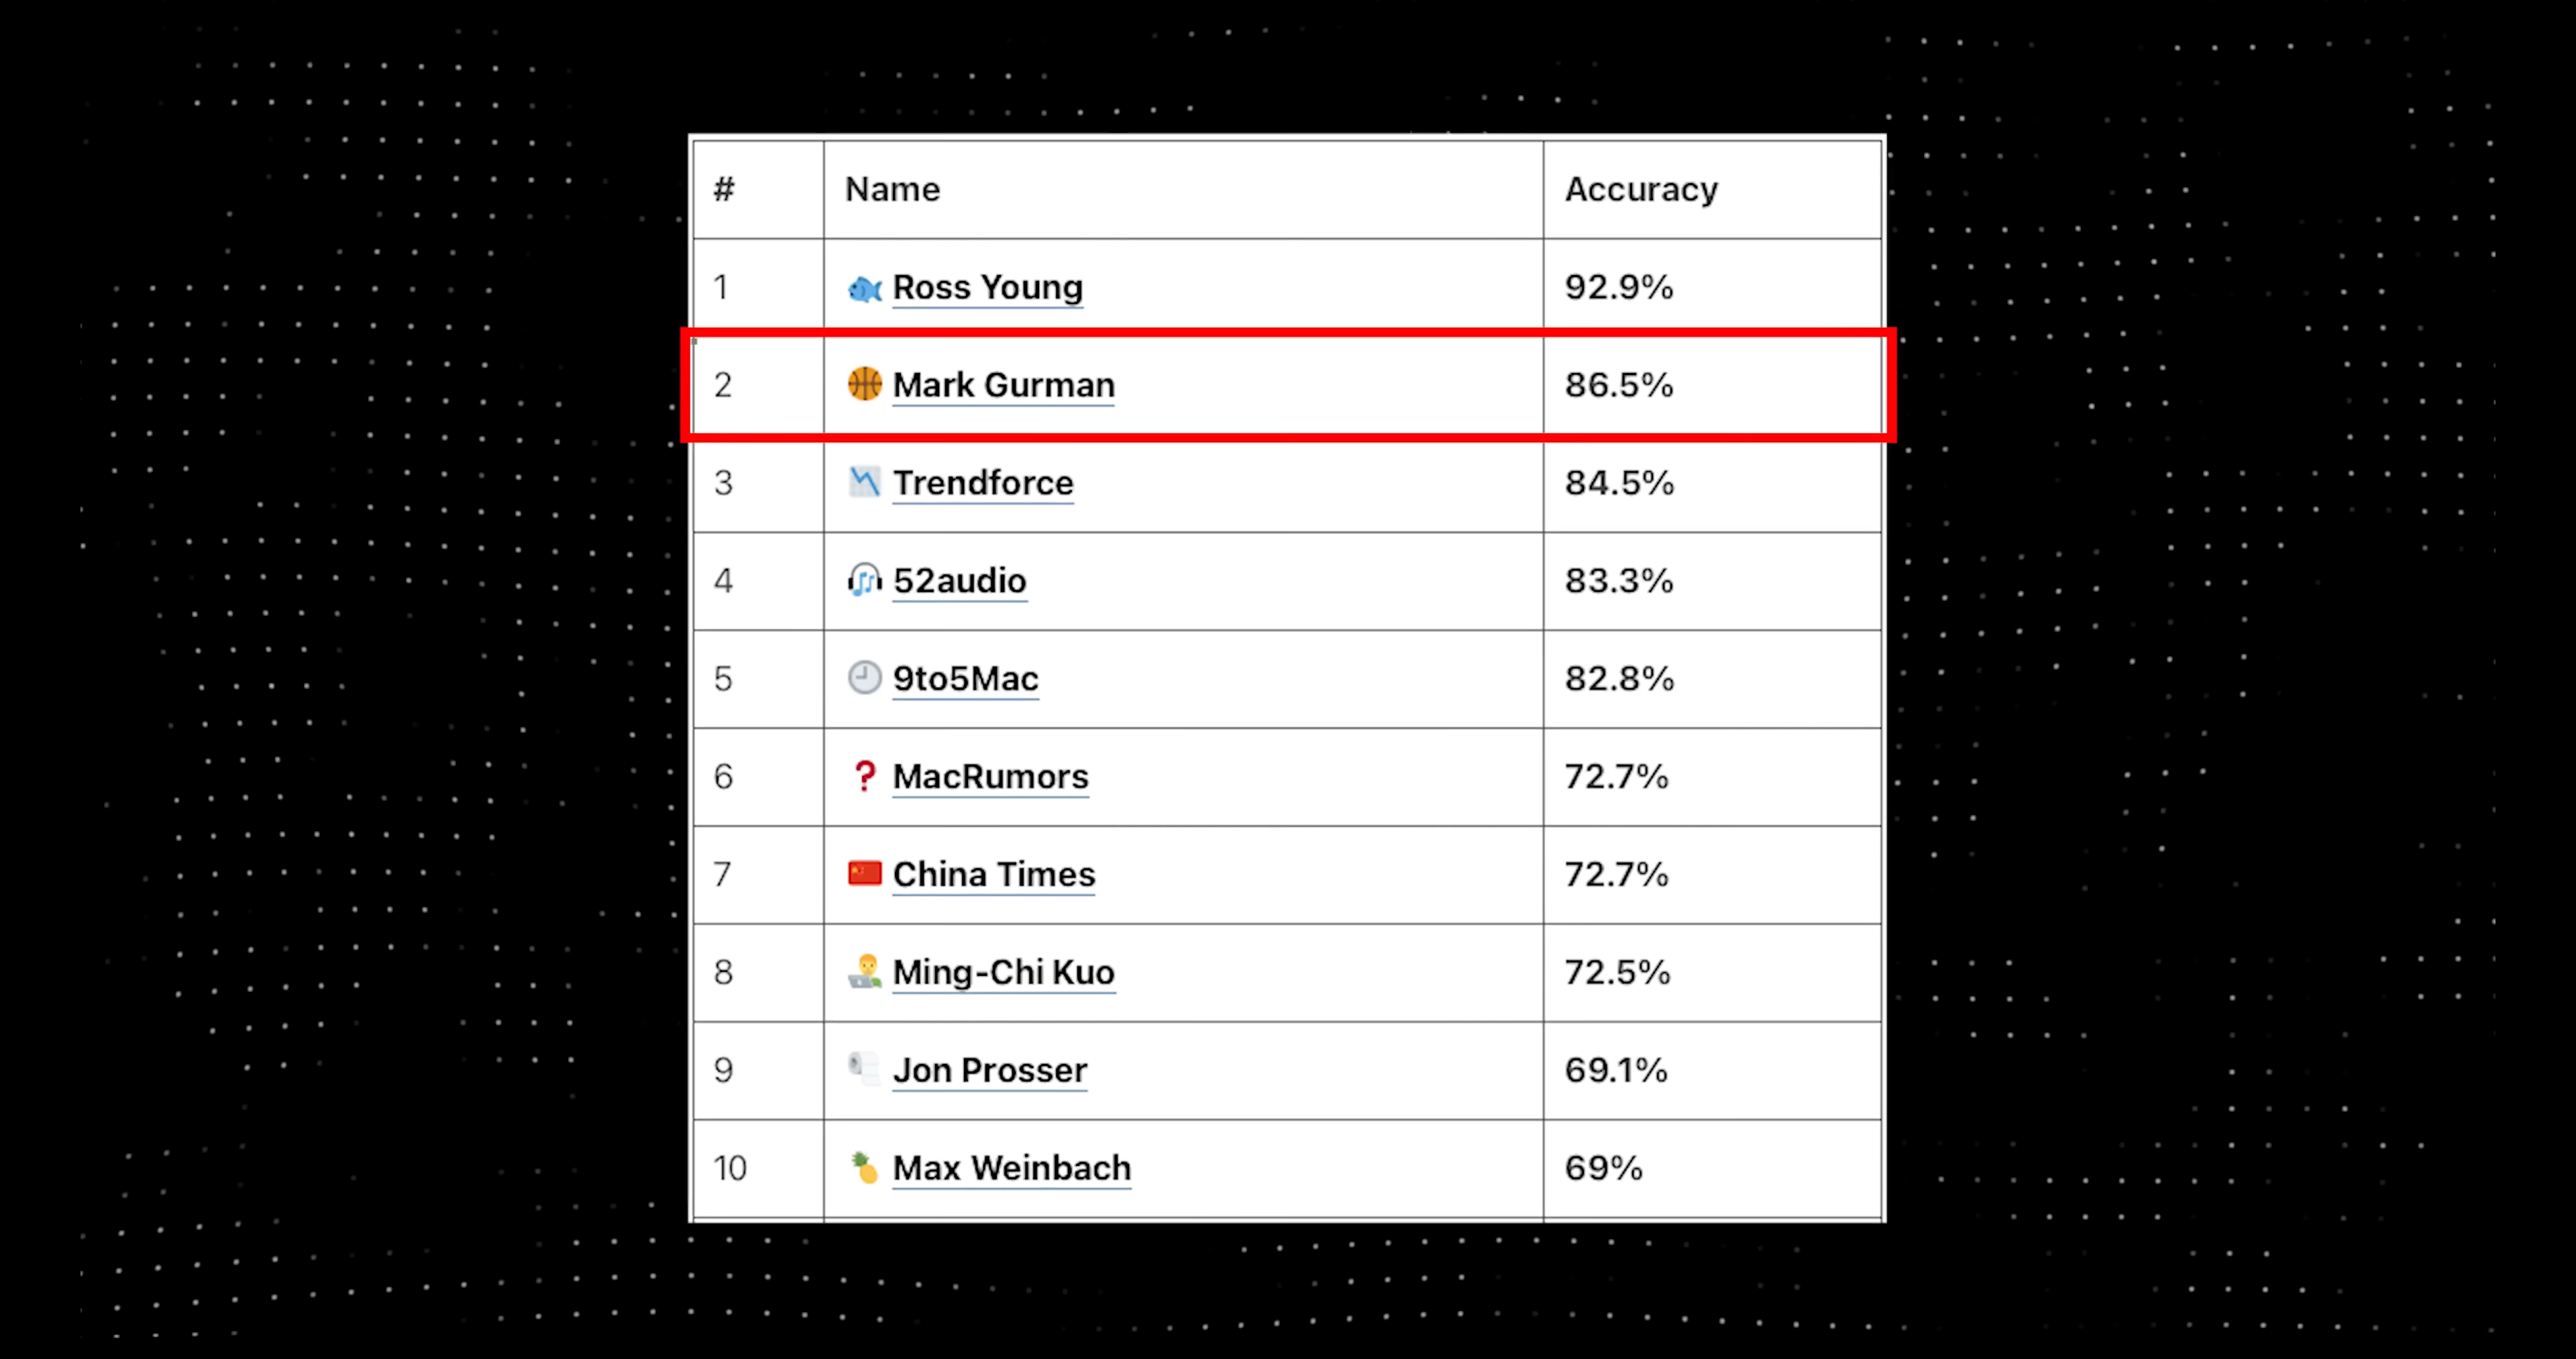 # Name Accuracy
1 Ross Young 92.9%
2 Mark Gurman 86.5%
3 Trendforce 84.5%
4 52audio 83.3%
5 9to5Mac 82.8%
6 ❓ MacRumors 72.7%
7 China Times 72.7%
8 Ming-Chi Kuo 72.5%
9 Jon Prosser 69.1%
10 Max Weinbach 69%